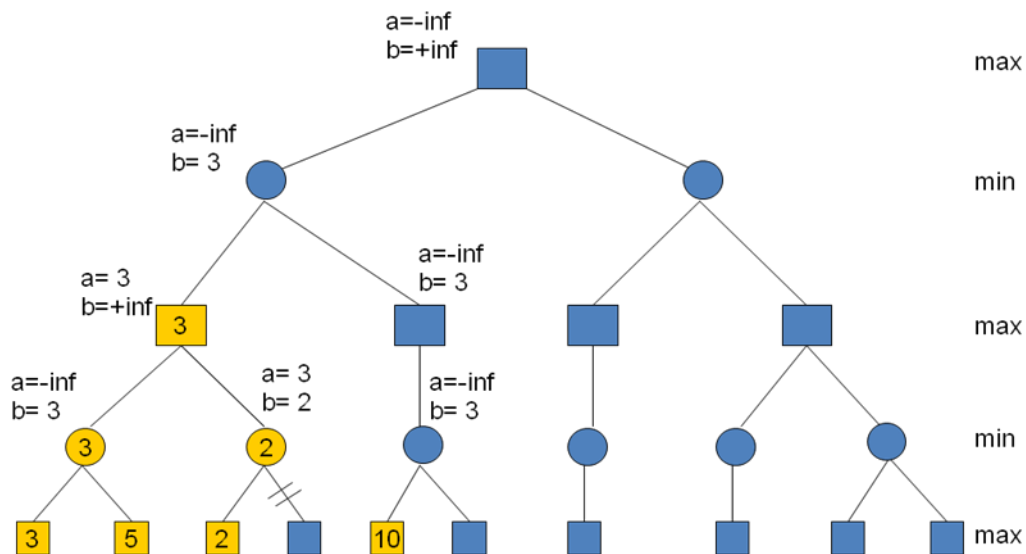 a=-inf
b=+inf
max
a=-inf
b= 3
min
a=-inf
b= 3
a= 3
b=+inf
3
max
a=-inf
b= 3
a= 3
b= 2
a=-inf
b= 3
3
2
min
3
5
2
10
max